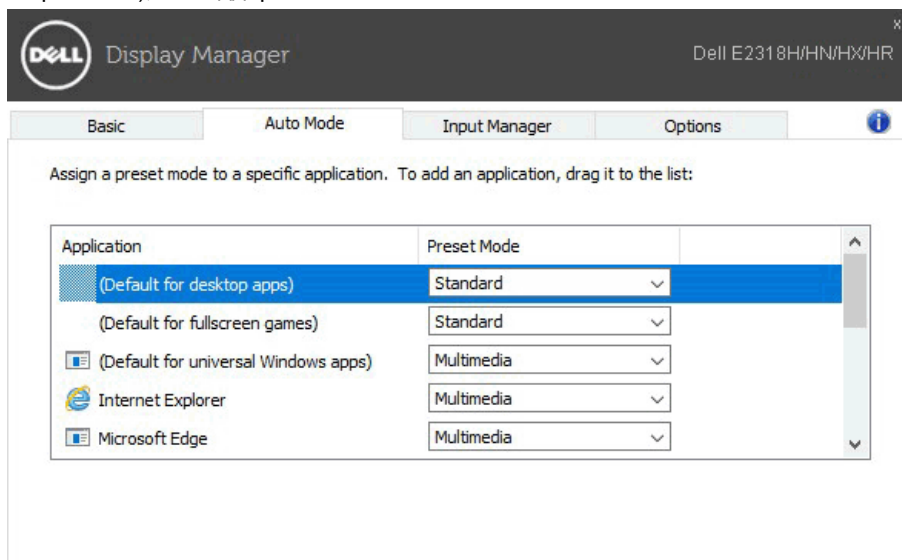 x
DELL Display Manager Dell E2318H/HN/HX/HR
Basic Auto Mode Input Manager Options
Assign a preset mode to a specific application. To add an application, drag it to the list:
Application Preset Mode
(Default for desktop apps) Standard
(Default for fullscreen games) Standard
(Default for universal Windows apps) Multimedia
Internet Explorer Multimedia
Microsoft Edge Multimedia